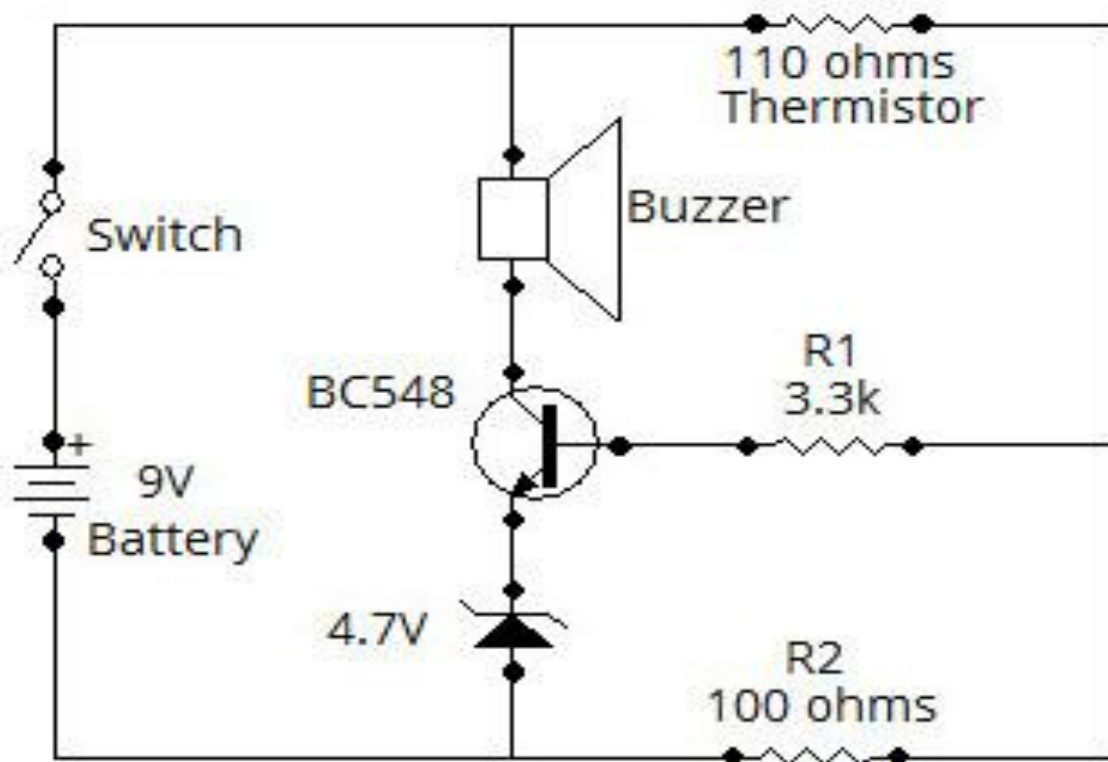 110 ohms
Thermistor
Buzzer
Switch
R1
3.3k
BC548
+
9V
Battery
4.7V
R2
100 ohms